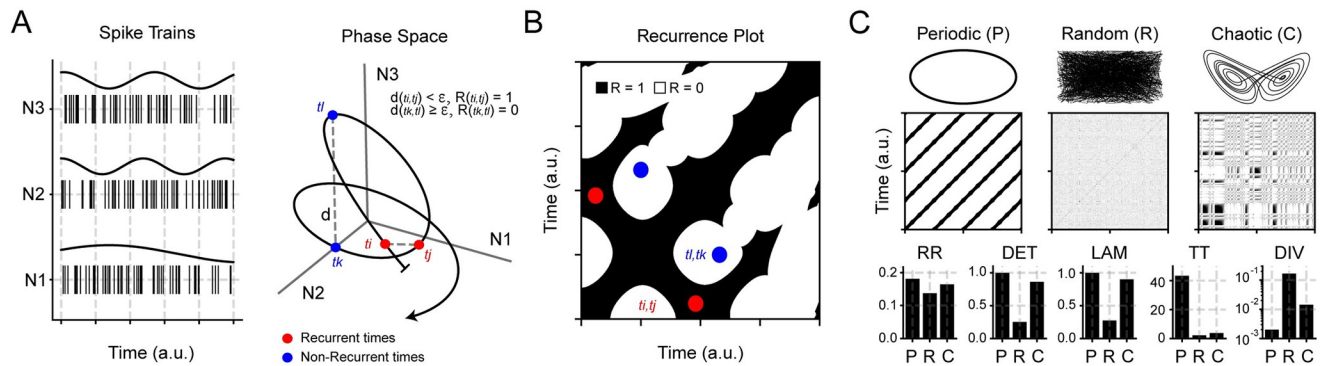 A
Spike Trains
N3
N2
N1
Time (a.u.)
Phase Space
N3
d(ti,tj) < ε, R(ti,tj) = 1
d(tk,tl) ≥ ε, R(tk,tl) = 0
tl
d
N1
ti
tj
tk
N2
Recurrent times
Non-Recurrent times
B
Recurrence Plot
R = 1 R = 0
Time (a.u.)
tl,tk
ti,tj
Time (a.u.)
C
Periodic (P) Random (R) Chaotic (C)
Time (a.u.)
RR
0.2
0.1
0.0
P R C
DET
1.0
0.5
0.0
P R C
LAM
1.0
0.5
0.0
P R C
TT
40
20
0
P R C
DIV
10⁻¹
10⁻²
10⁻³
P R C